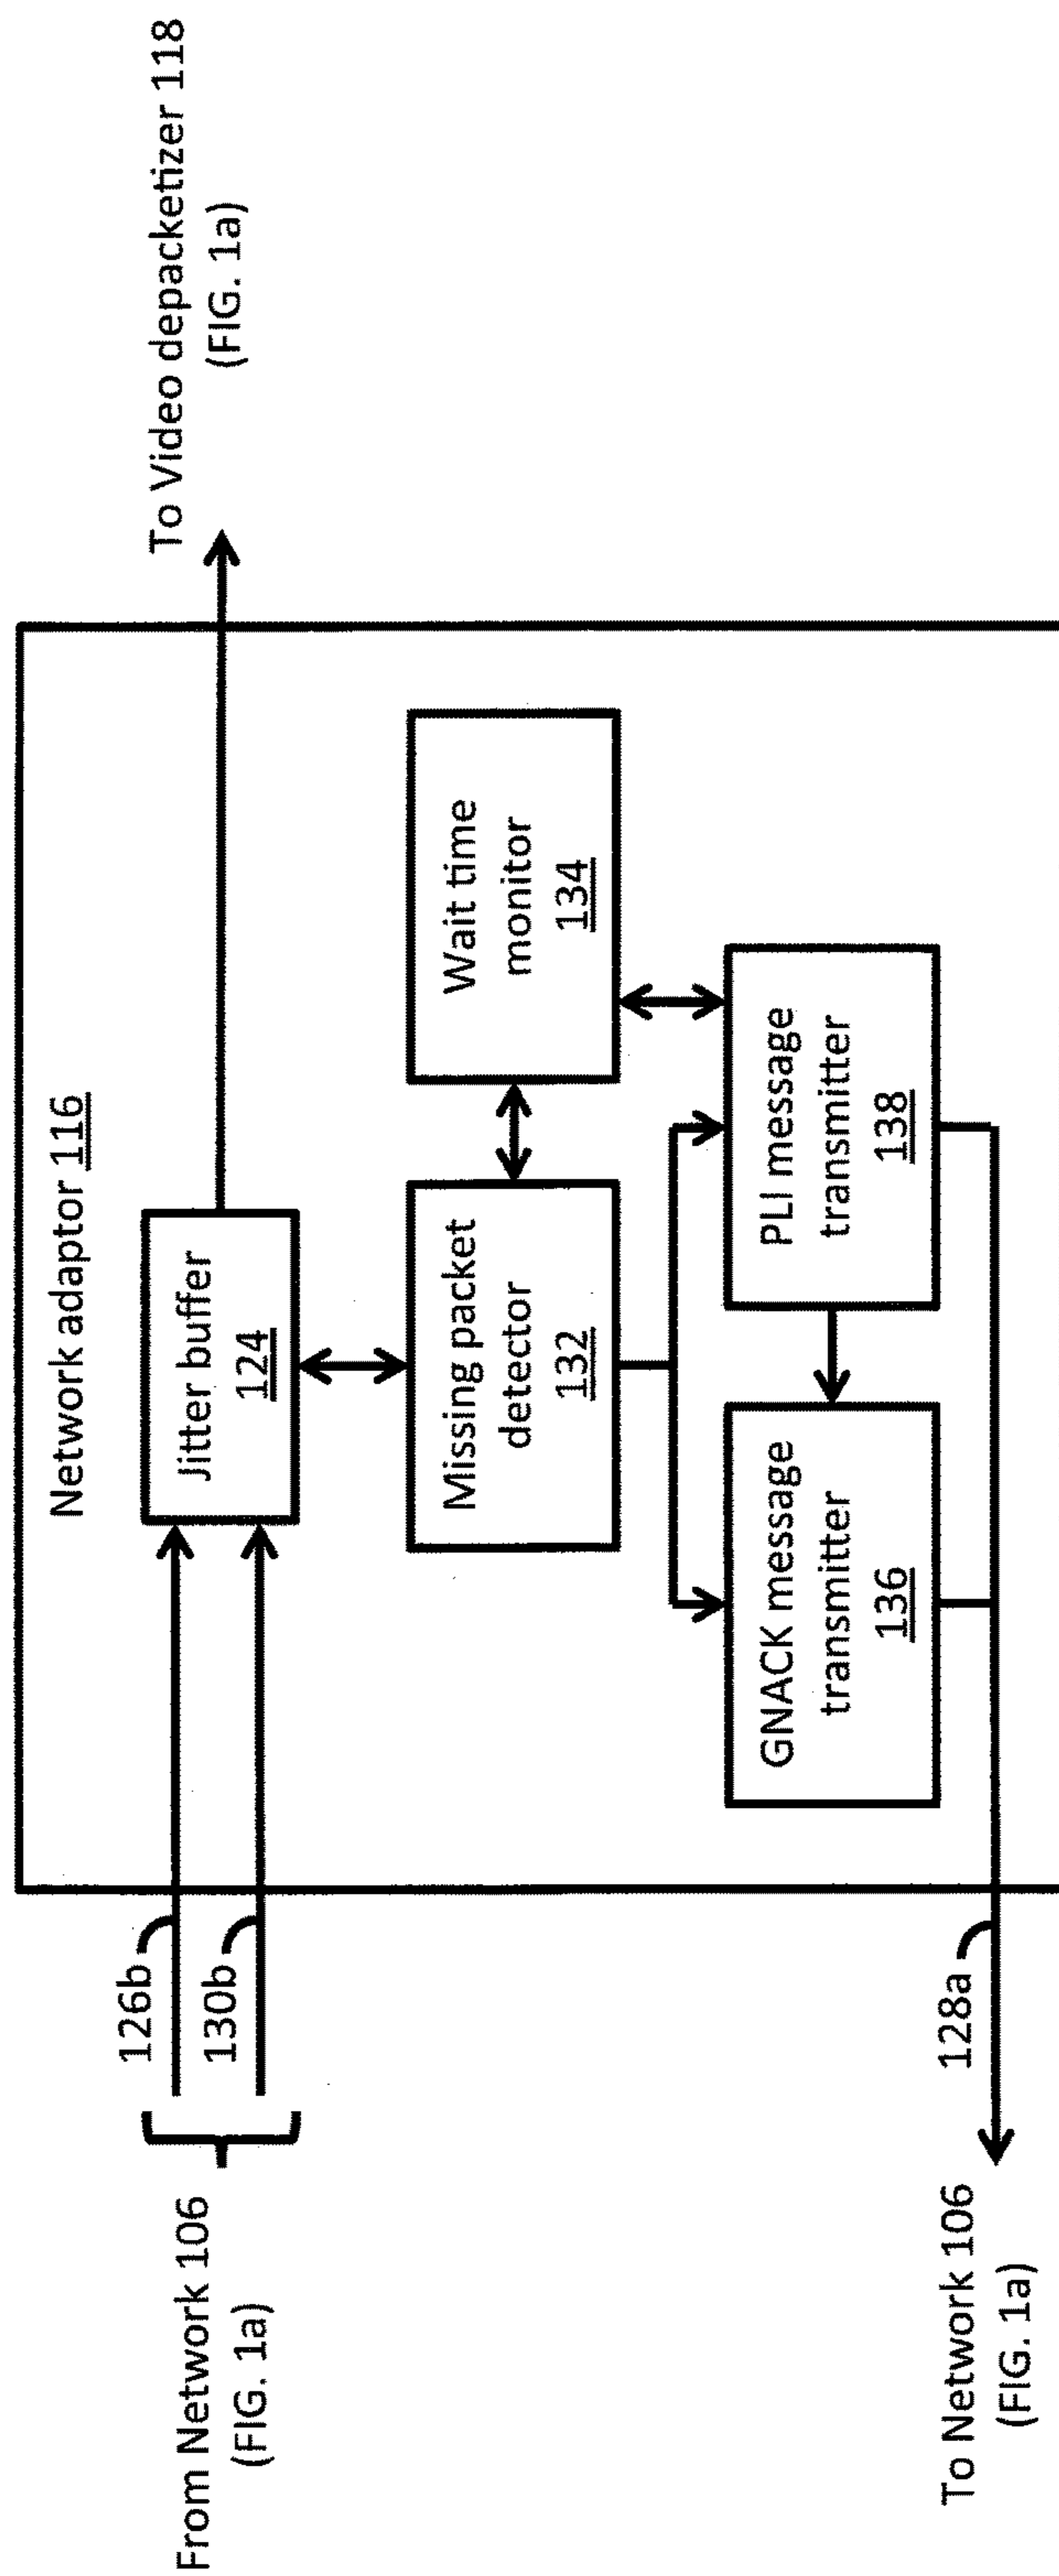 Network adaptor 116
From Network 106
(FIG. 1a)
126b
130b
Jitter buffer
124
To Video depacketizer 118
(FIG. 1a)
Missing packet
detector
132
Wait time
monitor
134
GNACK message
transmitter
136
PLI message
transmitter
138
128a
To Network 106
(FIG. 1a)